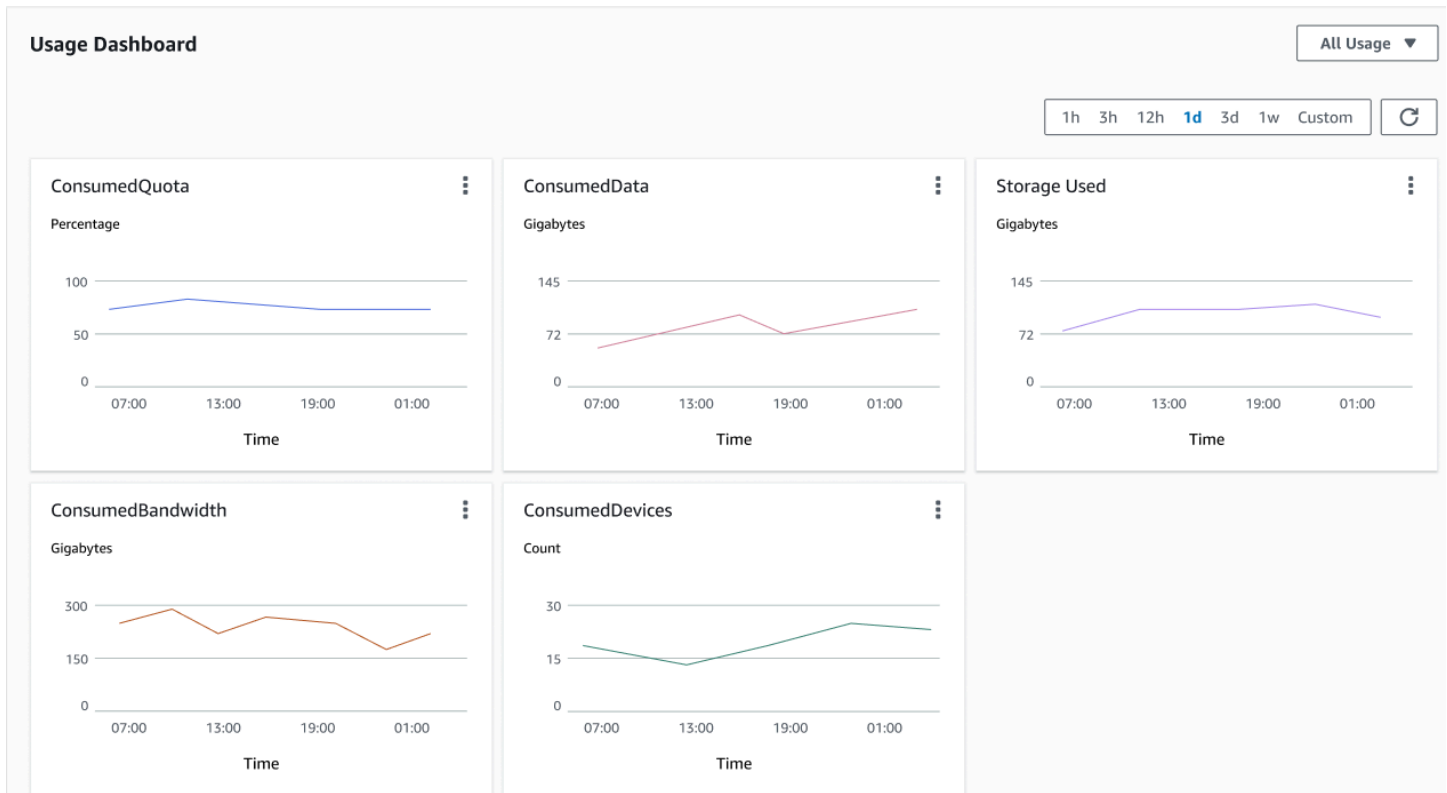 Usage Dashboard
All Usage
1h 3h 12h 1d 3d 1w Custom
ConsumedQuota
Percentage
100
50
0
07:00 13:00 19:00 01:00
Time
ConsumedData
Gigabytes
145
72
0
07:00 13:00 19:00 01:00
Time
Storage Used
Gigabytes
145
72
0
07:00 13:00 19:00 01:00
Time
ConsumedBandwidth
Gigabytes
300
150
0
07:00 13:00 19:00 01:00
Time
ConsumedDevices
Count
30
15
0
07:00 13:00 19:00 01:00
Time